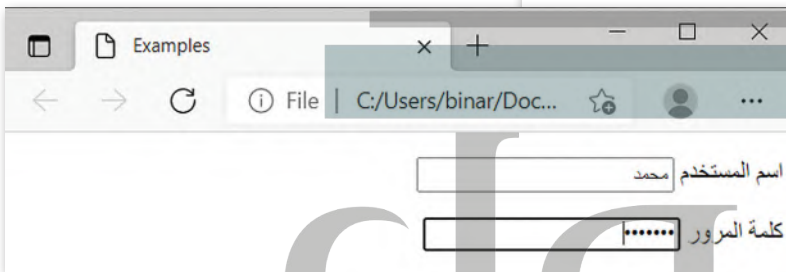 Examples
File | C:/Users/binar/Doc...
اسم المستخدم محمد
كلمة المرور •••••••